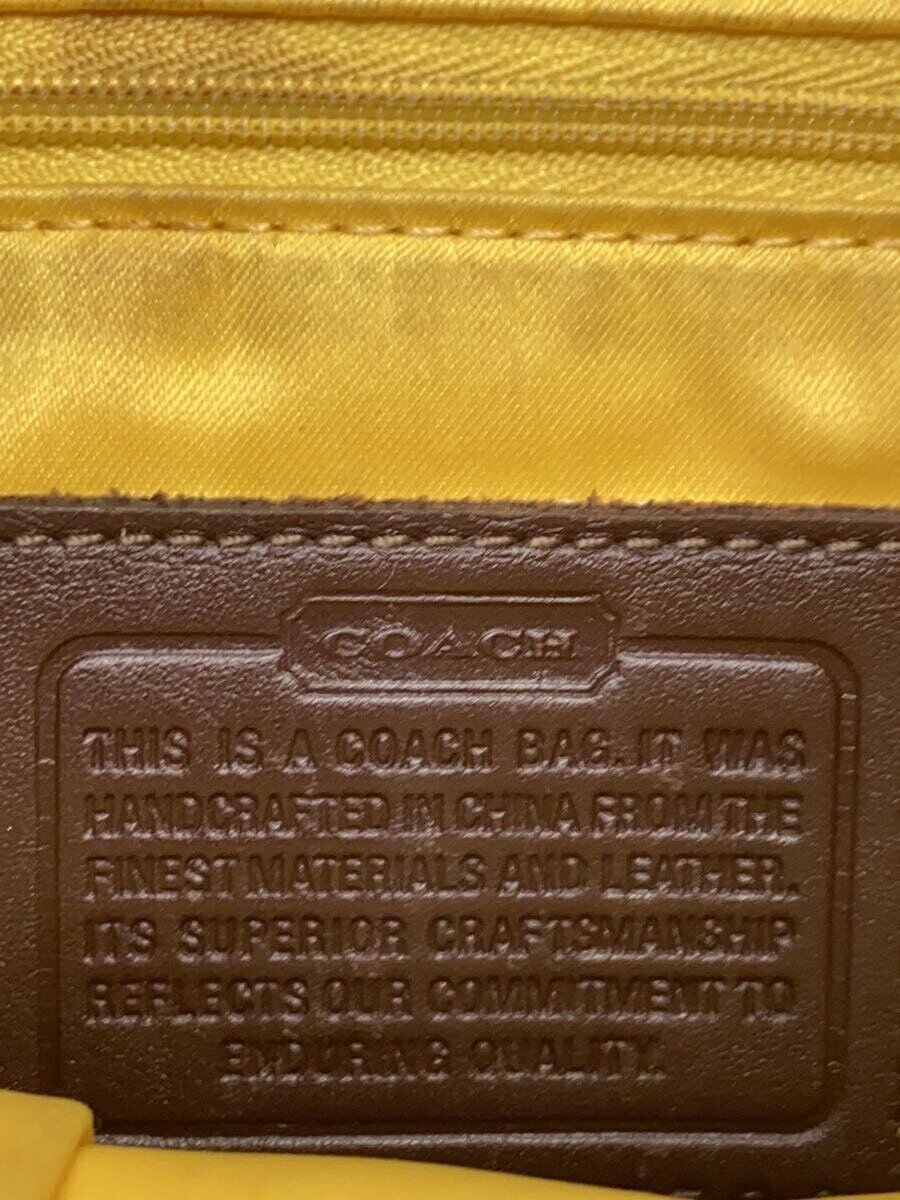 COACH
THIS IS A COACH BAG. IT WAS
HANDCRAFTED IN CHINA FROM THE
FINEST MATERIALS AND LEATHER.
ITS SUPERIOR CRAFTSMANSHIP
REFLECTS OUR COMMITMENT TO
ENDURING QUALITY.